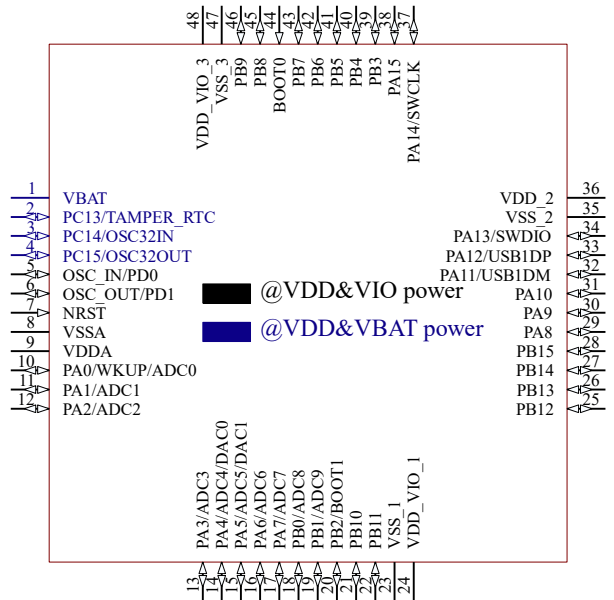 48 47 46 45 44 43 42 41 40 39 38 37
VDD_VIO_3
VSS_3
PB9
PB8
BOOT0
PB7
PB6
PB5
PB4
PB3
PA15
PA14/SWCLK
1 VBAT
2 PC13/TAMPER_RTC
3 PC14/OSC32IN
4 PC15/OSC32OUT
5 OSC_IN/PD0
6 OSC_OUT/PD1
7 NRST
8 VSSA
9 VDDA
10 PA0/WKUP/ADC0
11 PA1/ADC1
12 PA2/ADC2
@VDD&VIO power
@VDD&VBAT power
VDD_2 36
VSS_2 35
PA13/SWDIO 34
PA12/USB1DP 33
PA11/USB1DM 32
PA10 31
PA9 30
PA8 29
PB15 28
PB14 27
PB13 26
PB12 25
PA3/ADC3
PA4/ADC4/DAC0
PA5/ADC5/DAC1
PA6/ADC6
PA7/ADC7
PB0/ADC8
PB1/ADC9
PB2/BOOT1
PB10
PB11
VSS_1
VDD_VIO_1
13 14 15 16 17 18 19 20 21 22 23 24